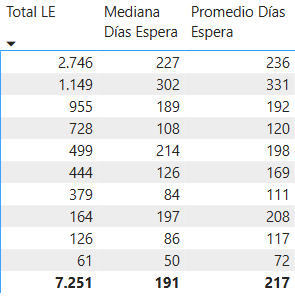 Total LE Mediana Días Espera Promedio Días Espera
2.746 227 236
1.149 302 331
955 189 192
728 108 120
499 214 198
444 126 169
379 84 111
164 197 208
126 86 117
61 50 72
7.251 191 217